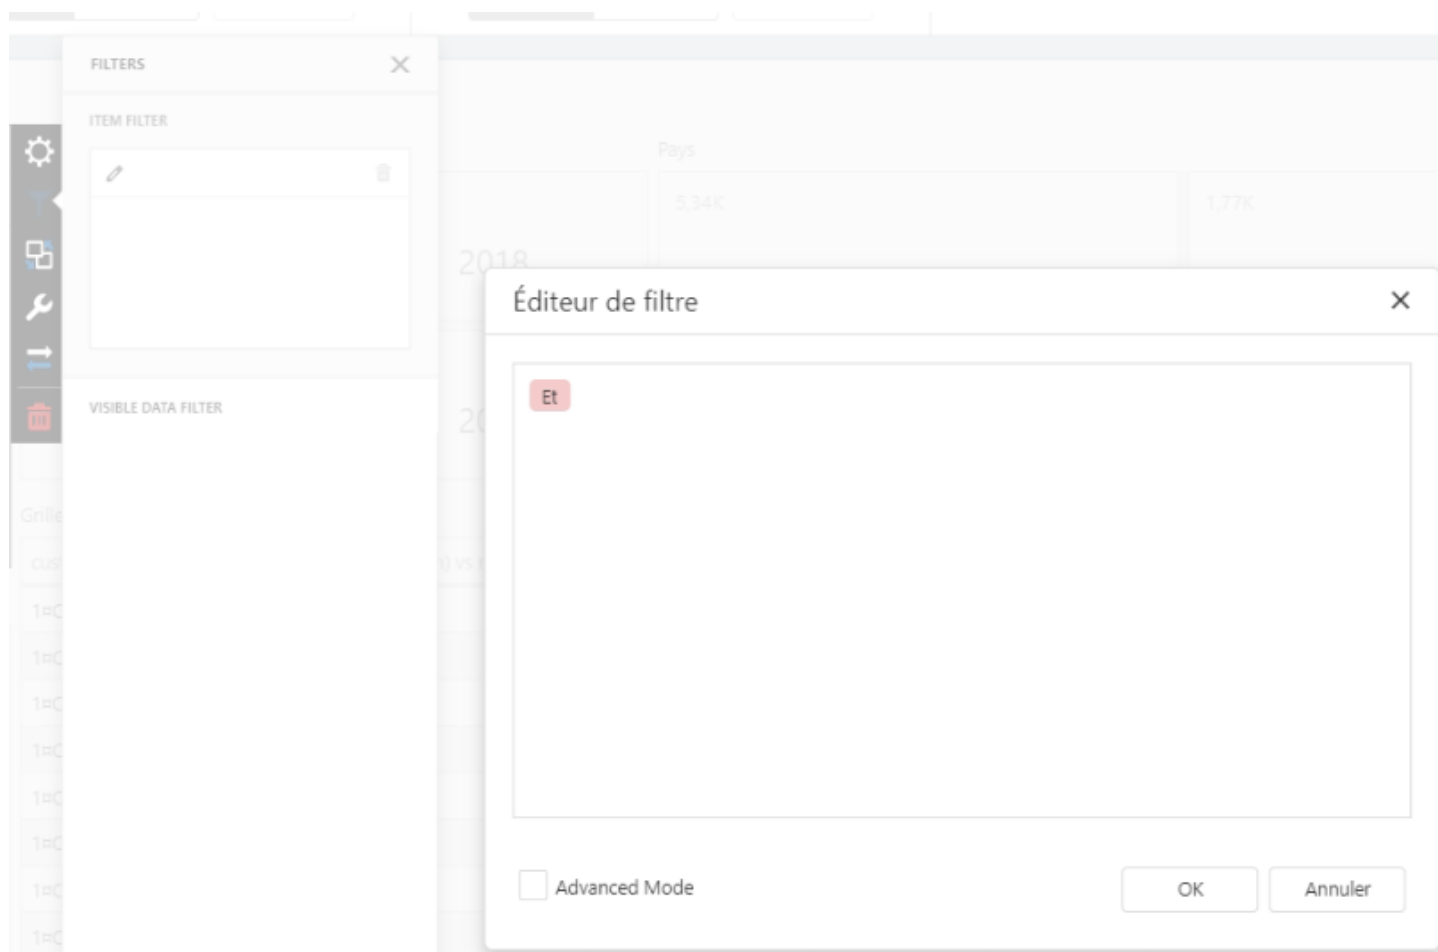 FILTERS
ITEM FILTER
Pays
5,34K
1,77K
2018
Éditeur de filtre
Et
VISIBLE DATA FILTER
Grille
Advanced Mode
OK
Annuler